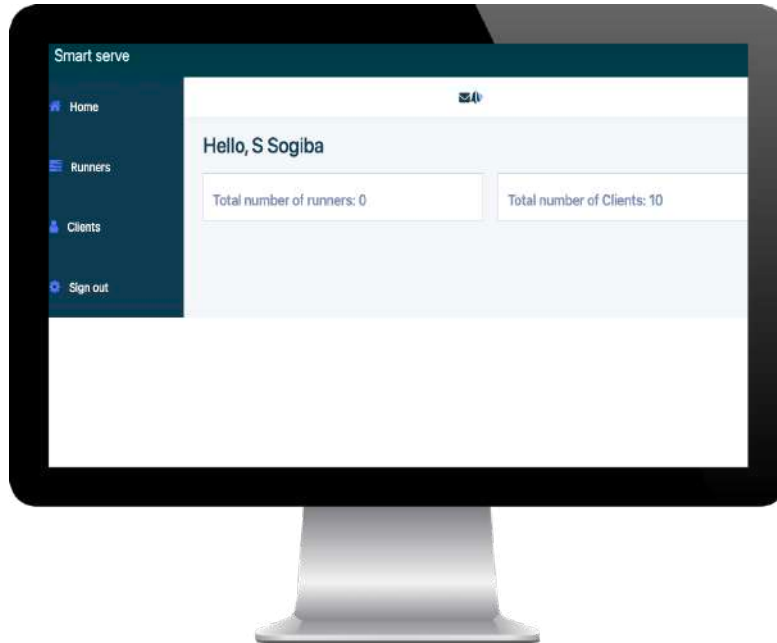 Smart serve
Home
Runners
Clients
Sign out
Hello, S Sogiba
Total number of runners: 0
Total number of Clients: 10